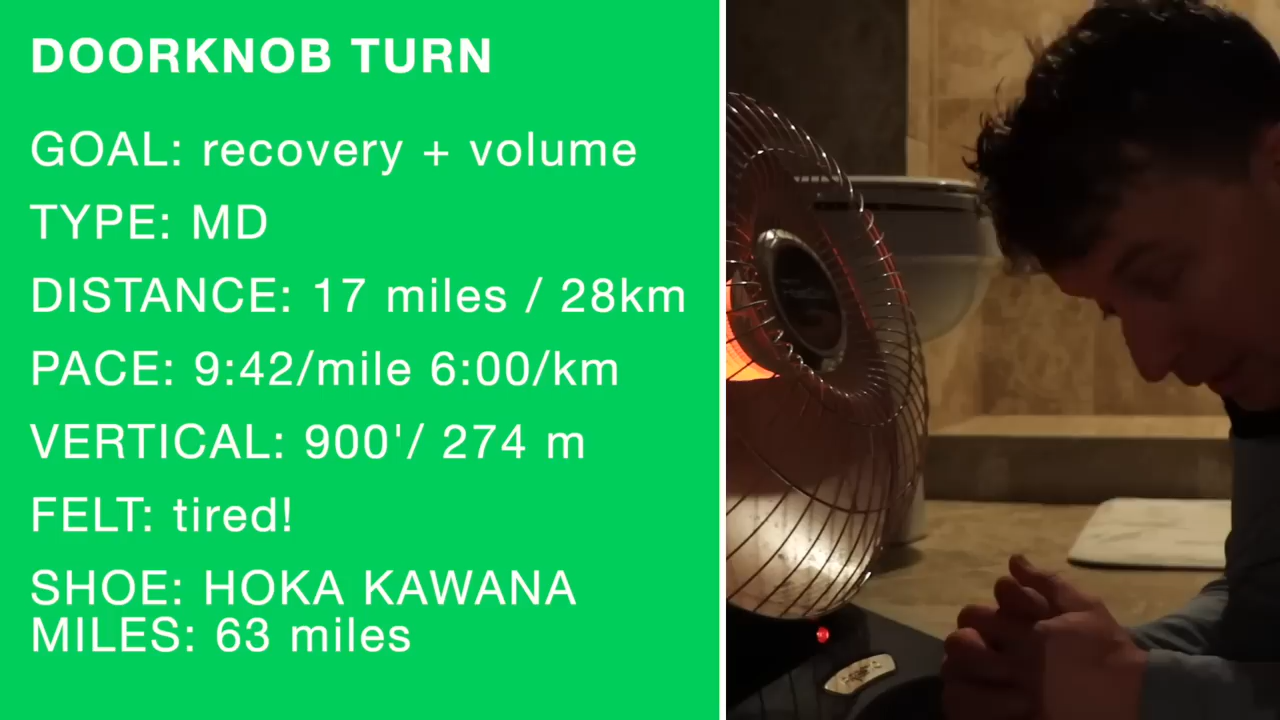 DOORKNOB TURN
GOAL: recovery + volume
TYPE: MD
DISTANCE: 17 miles / 28km
PACE: 9:42/mile 6:00/km
VERTICAL: 900'/ 274 m
FELT: tired!
SHOE: HOKA KAWANA
MILES: 63 miles